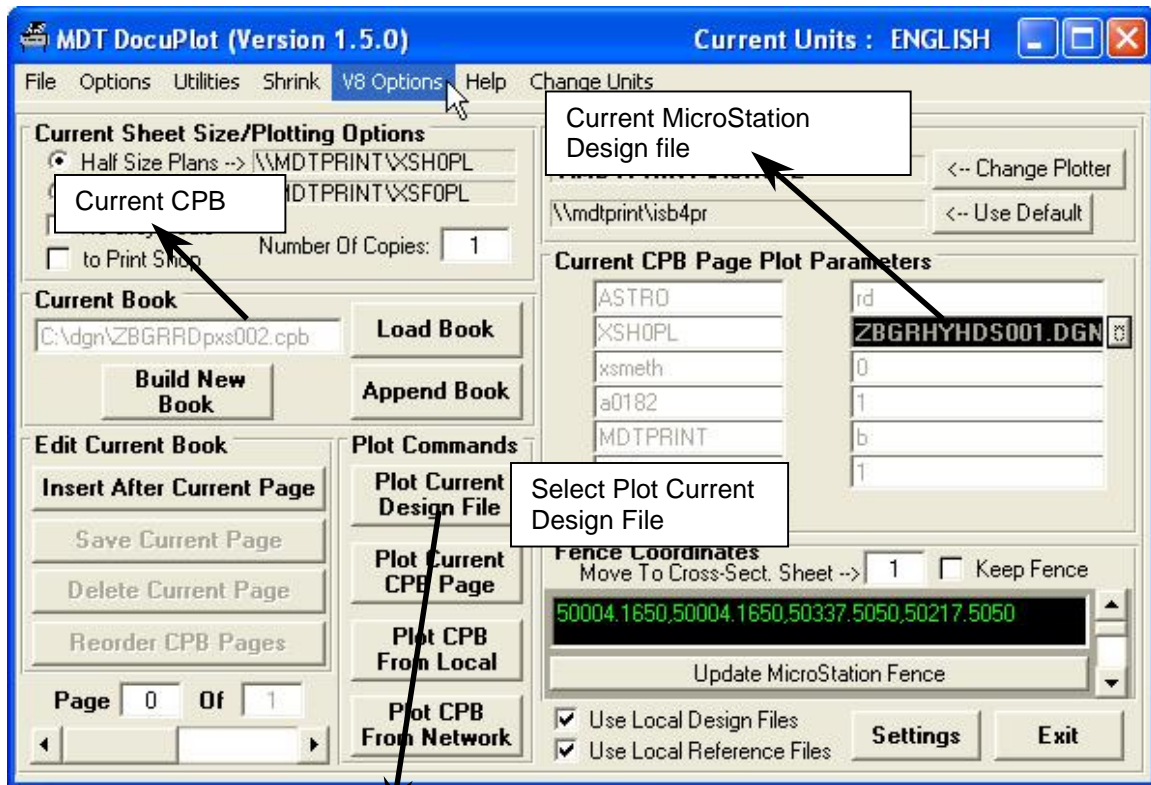 MDT DocuPlot (Version 1.5.0) Current Units : ENGLISH
File Options Utilities Shrink V8 Options Help Change Units
Current Sheet Size/Plotting Options
Half Size Plans --> \\MDTPRINT\XSH0PL
MDTPRINT\XSF0PL
to Print Shop
Number Of Copies: 1
Current CPB
Current MicroStation
Design file
<-- Change Plotter
\\mdtprint\isb4pr
<-- Use Default
Current Book
C:\dgn\ZBGRRDpxs002.cpb
Load Book
Build New
Book
Append Book
Current CPB Page Plot Parameters
ASTRO rd
XSH0PL ZBGRHYHDS001.DGN
xsmeth 0
a0182 1
MDTPRINT b
1
Edit Current Book
Insert After Current Page
Save Current Page
Delete Current Page
Reorder CPB Pages
Page 0 Of 1
Plot Commands
Plot Current
Design File
Plot Current
CPB Page
Plot CPB
From Local
Plot CPB
From Network
Select Plot Current
Design File
Fence Coordinates
Move To Cross-Sect. Sheet --> 1 Keep Fence
50004.1650,50004.1650,50337.5050,50217.5050
Update MicroStation Fence
Use Local Design Files
Use Local Reference Files
Settings
Exit